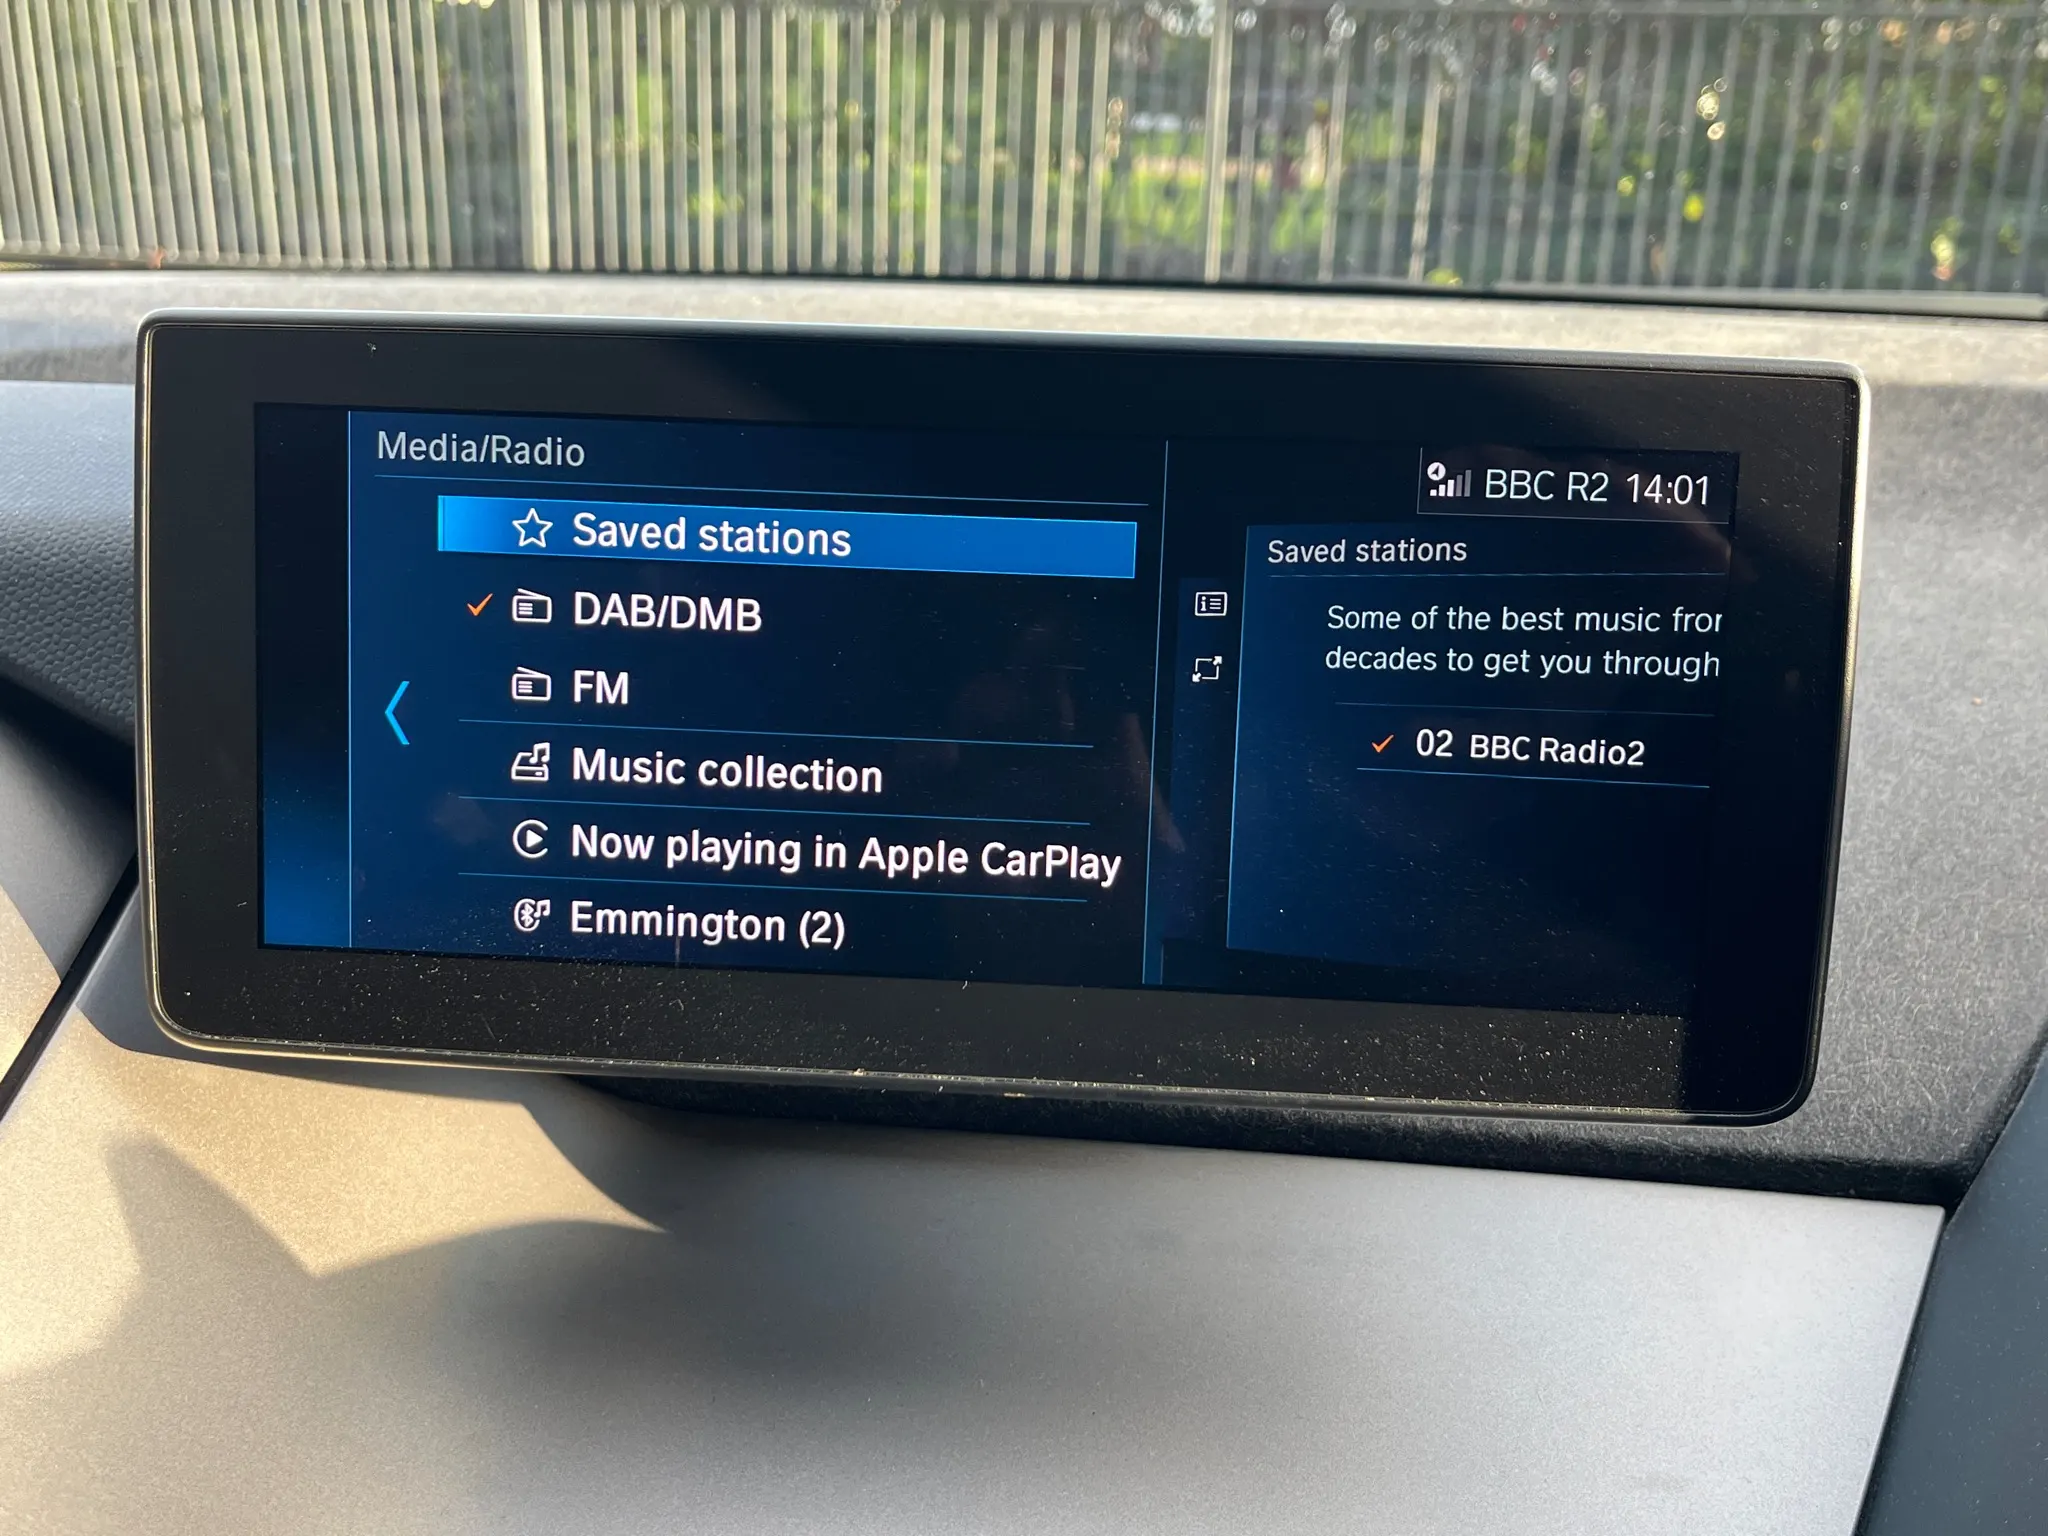 Media/Radio
Saved stations
DAB/DMB
FM
Music collection
Now playing in Apple CarPlay
Emmington (2)
BBC R2 14:01
Saved stations
Some of the best music
decades to get you through
02 BBC Radio2